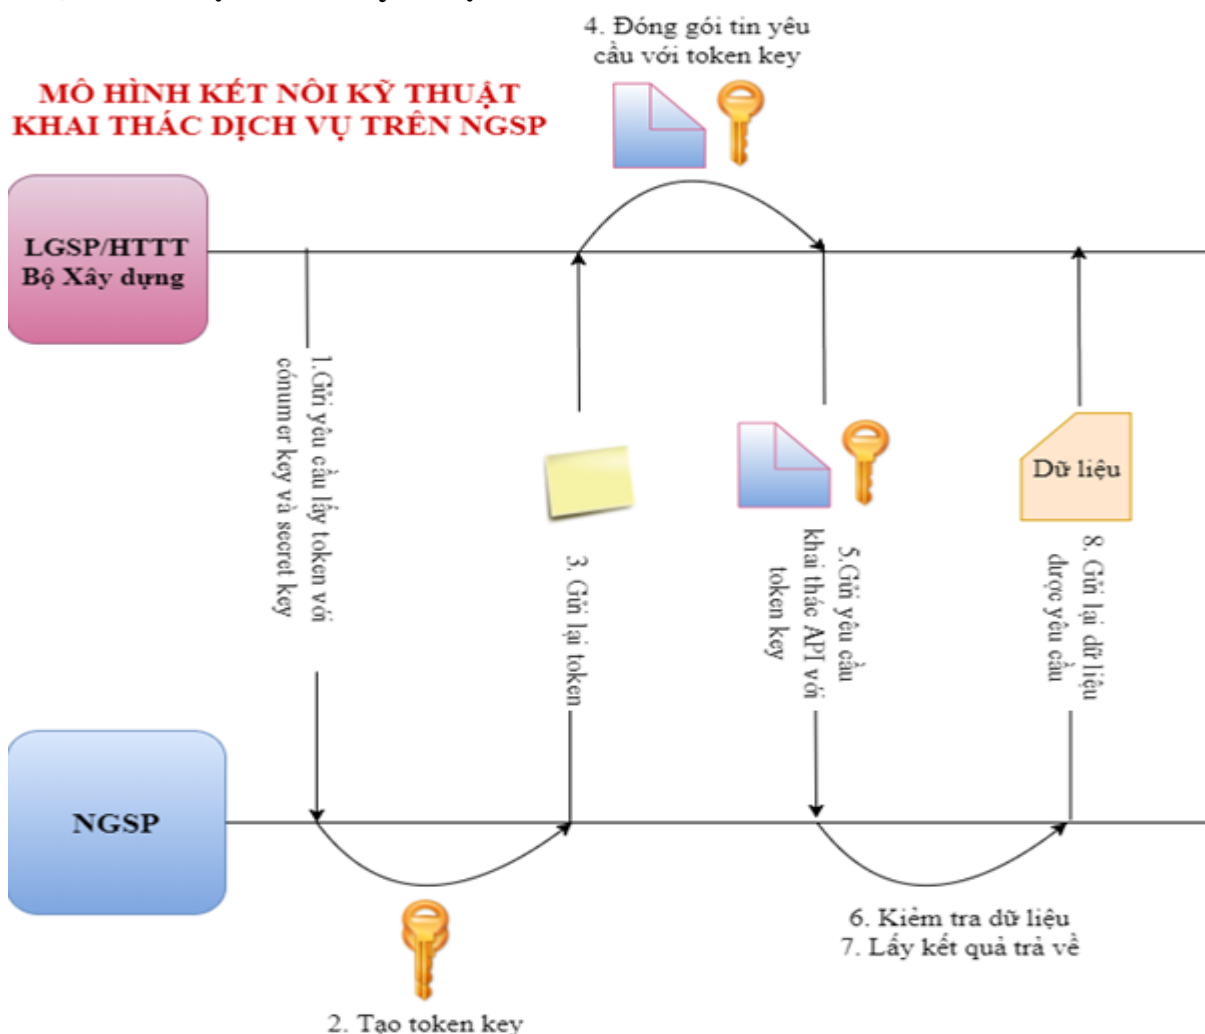 4. Đóng gói tin yêu
cầu với token key
MÔ HÌNH KẾT NỐI KỸ THUẬT
KHAI THÁC DỊCH VỤ TRÊN NGSP
LGSP/HTTT
Bộ Xây dựng
1.Gửi yêu cầu lấy token với
cónumer key và secret key
3. Gửi lại token
5.Gửi yêu cầu
khai thác API với
token key
Dữ liệu
8. Gửi lại dữ liệu
được yêu cầu
NGSP
6. Kiểm tra dữ liệu
7. Lấy kết quả trả về
2. Tạo token key